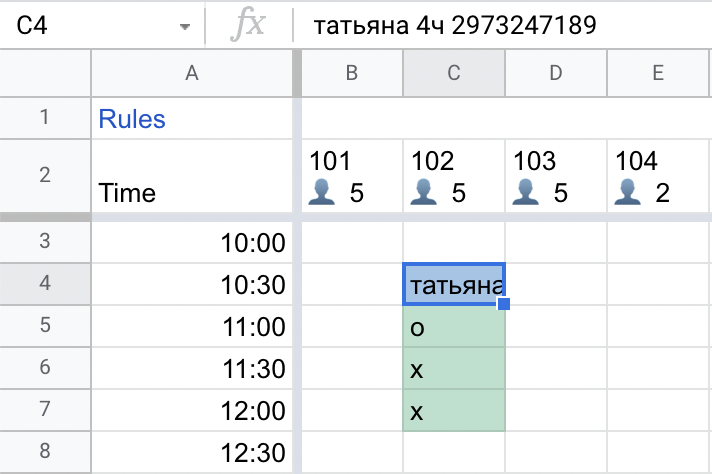 C4 fx татьяна 4ч 2973247189
A B C D E
1 Rules
101 102 103 104
2 Time 5 5 5 2
3 10:00
4 10:30 татьяна
5 11:00 о
6 11:30 х
7 12:00 х
8 12:30